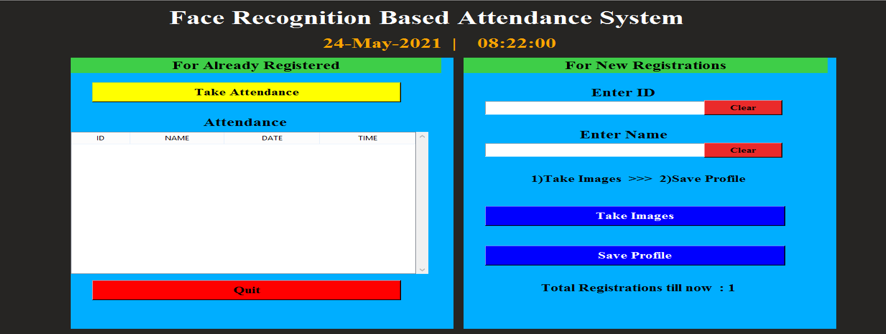 Face Recognition Based Attendance System
24-May-2021 | 08:22:00
For Already Registered
Take Attendance
Attendance
ID NAME DATE TIME
Quit
For New Registrations
Enter ID
Clear
Enter Name
Clear
1)Take Images >>> 2)Save Profile
Take Images
Save Profile
Total Registrations till now : 1